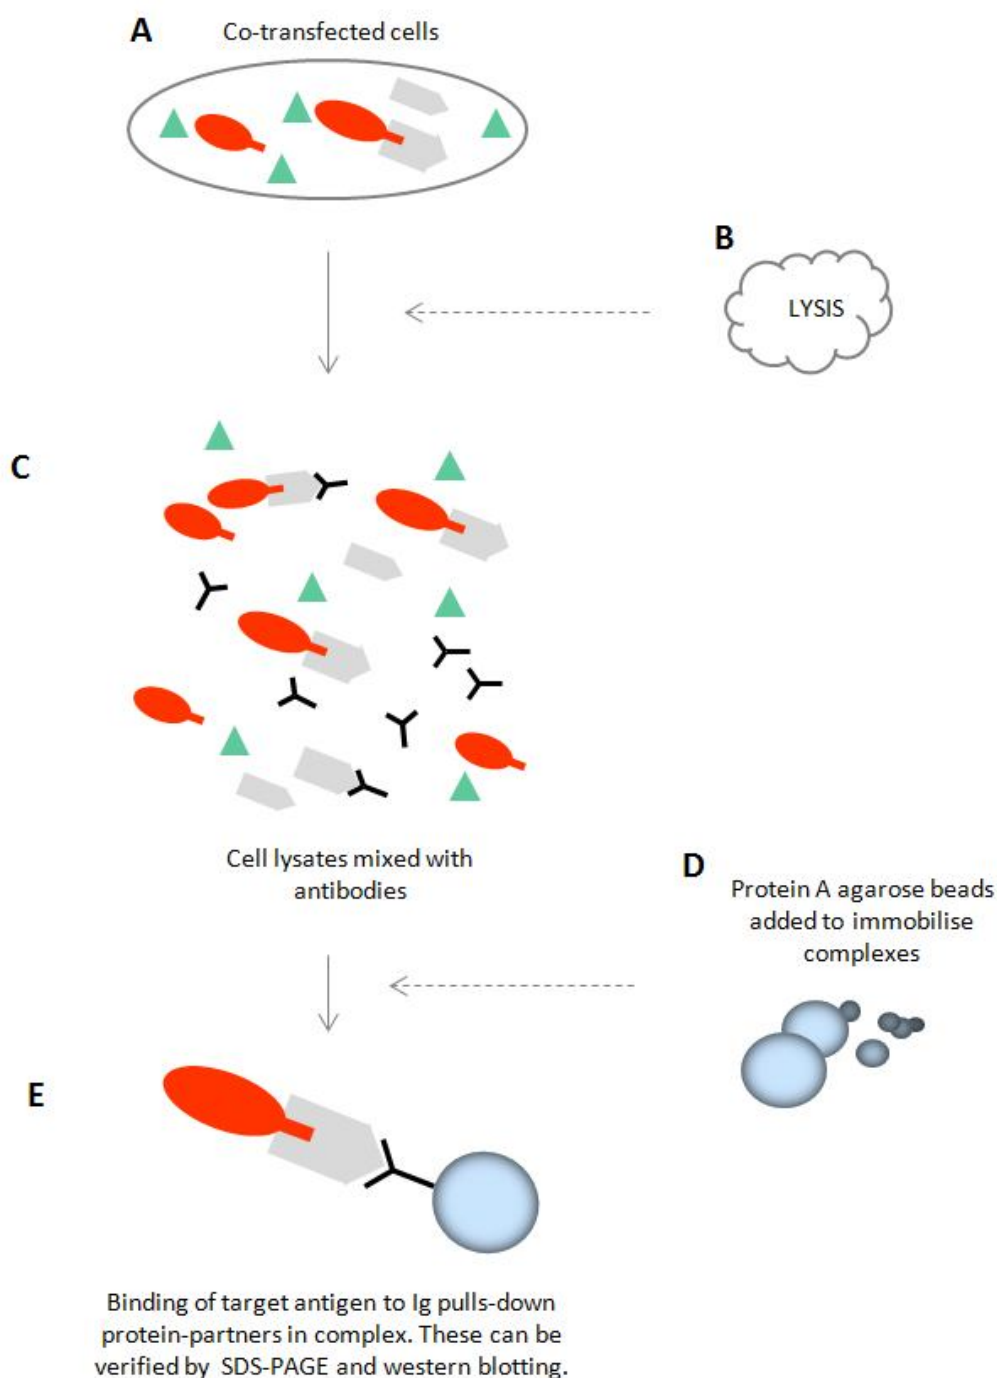 A
Co-transfected cells
B
LYSIS
C
Cell lysates mixed with
antibodies
D
Protein A agarose beads
added to immobilise
complexes
E
Binding of target antigen to Ig pulls-down
protein-partners in complex. These can be
verified by SDS-PAGE and western blotting.